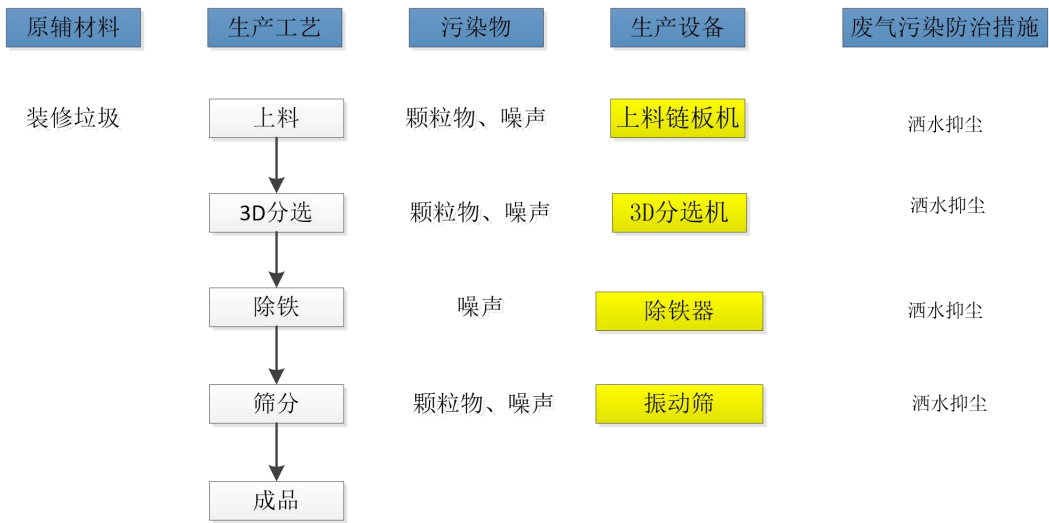 原辅材料 生产工艺 污染物 生产设备 废气污染防治措施
装修垃圾 上料 颗粒物、噪声 上料链板机 洒水抑尘
3D分选 颗粒物、噪声 3D分选机 洒水抑尘
除铁 噪声 除铁器 洒水抑尘
筛分 颗粒物、噪声 振动筛 洒水抑尘
成品